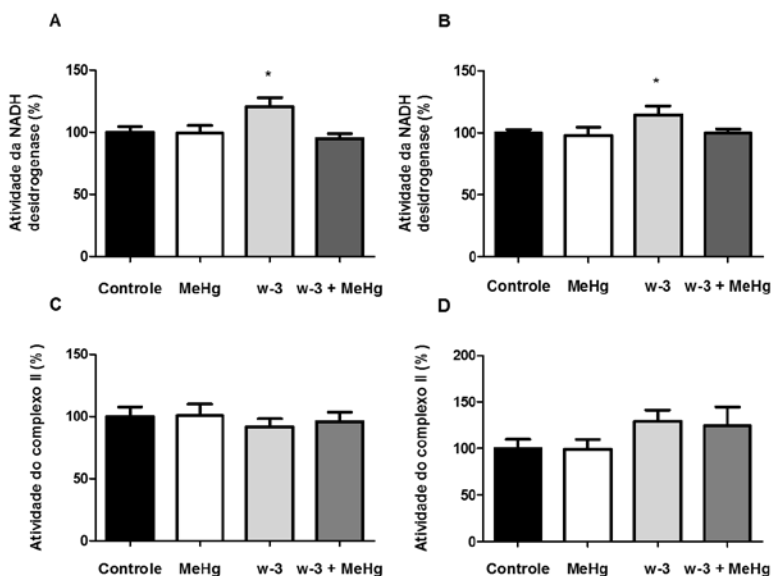 A
Atividade da NADH
desidrogenase (%)
150
100
50
0
*
Controle MeHg w-3 w-3 + MeHg
B
Atividade da NADH
desidrogenase (%)
150
100
50
0
*
Controle MeHg w-3 w-3 + MeHg
C
Atividade do complexo II (%)
150
100
50
0
Controle MeHg w-3 w-3 + MeHg
D
Atividade do complexo II (%)
200
150
100
50
0
Controle MeHg w-3 w-3 + MeHg